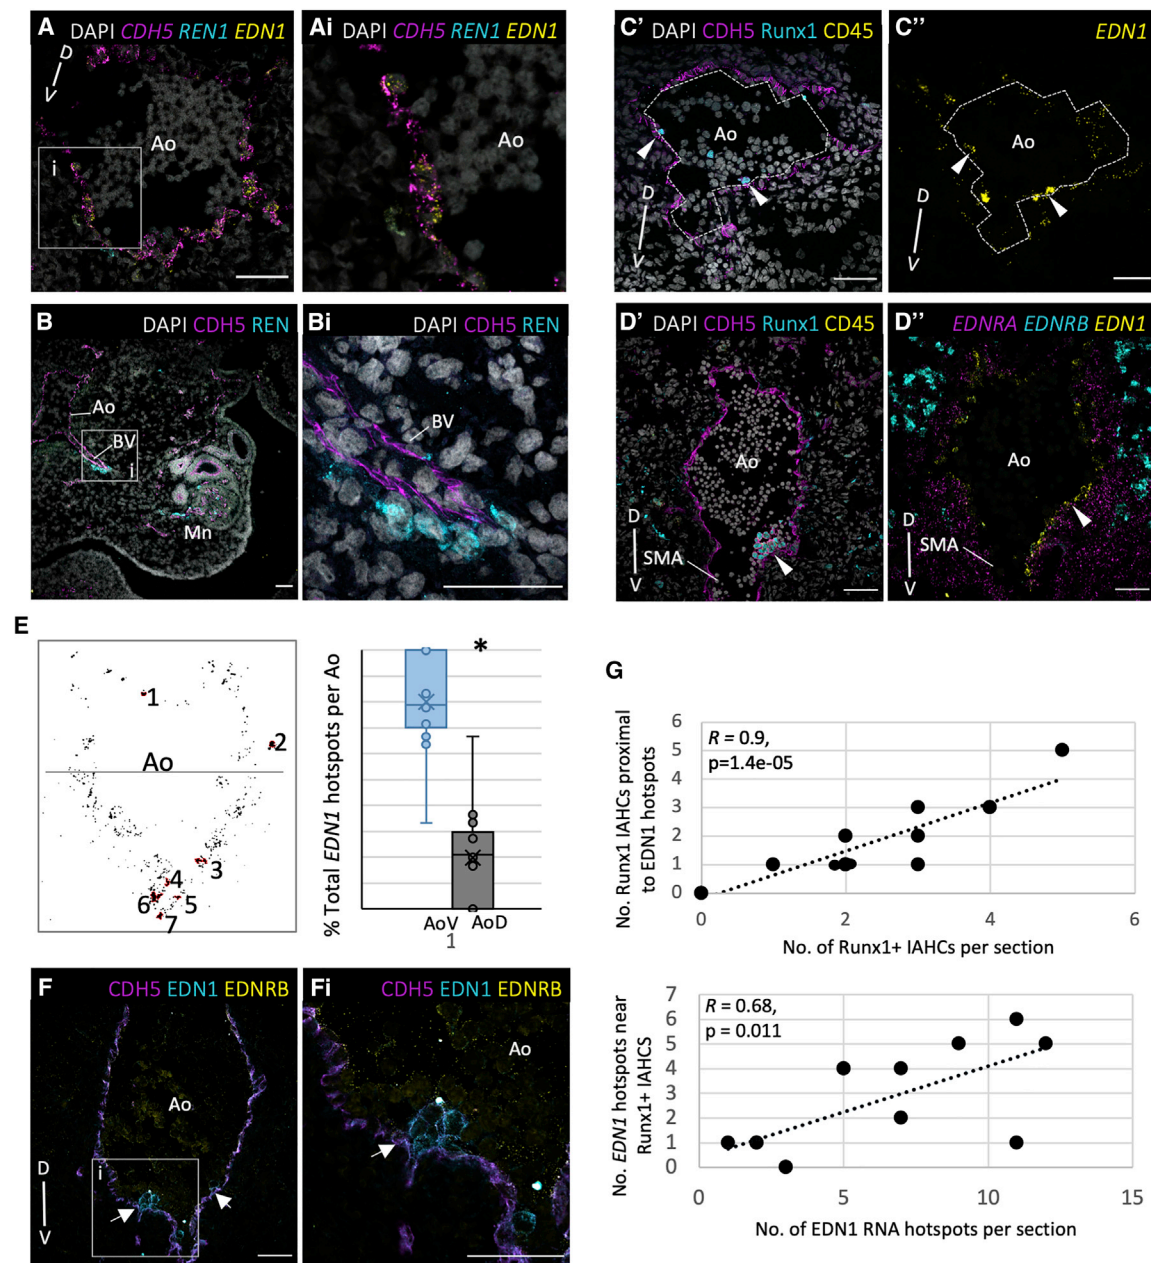 A DAPI CDH5 REN1 EDN1
D
V
Ao
i
Ai DAPI CDH5 REN1 EDN1
Ao
C' DAPI CDH5 Runx1 CD45
Ao
D
V
C'' EDN1
Ao
D
V
B DAPI CDH5 REN
Ao
BV
i
Mn
Bi DAPI CDH5 REN
BV
D' DAPI CDH5 Runx1 CD45
Ao
D
SMA
V
D'' EDNRA EDNRB EDN1
Ao
D
SMA
V
E
1
2
Ao
3
4
6 5
7
% Total EDN1 hotspots per Ao
*
AoV AoD
1
G
No. Runx1 IAHCs proximal
to EDN1 hotspots
6
5
4
3
2
1
0
R = 0.9,
p=1.4e-05
0 2 4 6
No. of Runx1+ IAHCs per section
F CDH5 EDN1 EDNRB
Ao
D
i
V
Fi CDH5 EDN1 EDNRB
Ao
No. EDN1 hotspots near
Runx1+ IAHCS
7
6
5
4
3
2
1
0
R = 0.68,
p = 0.011
0 5 10 15
No. of EDN1 RNA hotspots per section